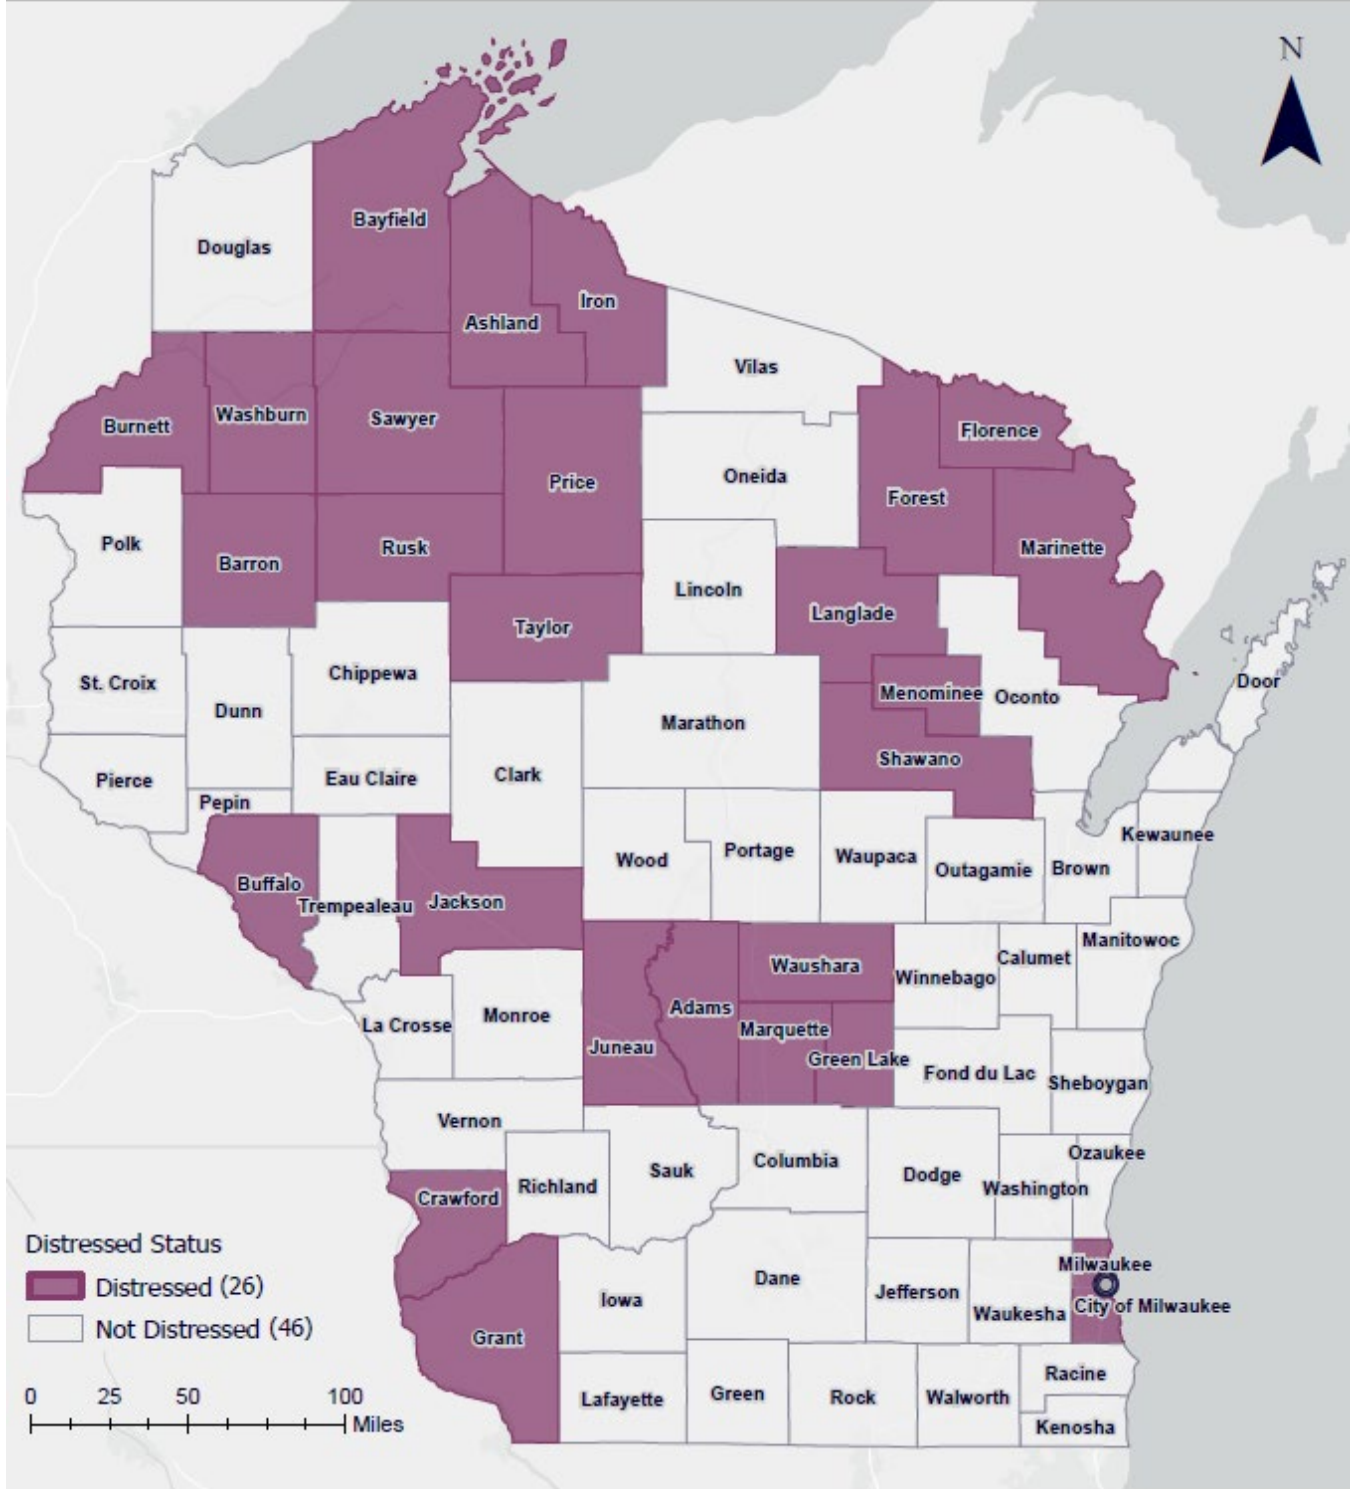 N
Bayfield
Douglas
Iron
Ashland
Vilas
Washburn
Sawyer
Burnett
Florence
Oneida
Price
Forest
Polk
Rusk
Marinette
Barron
Lincoln
Langlade
Taylor
Chippewa
St. Croix
Door
Menominee
Oconto
Dunn
Marathon
Shawano
Clark
Eau Claire
Pierce
Pepin
Kewaunee
Portage
Waupaca
Wood
Brown
Outagamie
Buffalo
Jackson
Trempealeau
Manitowoc
Calumet
Waushara
Winnebago
Adams
Monroe
La Crosse
Marquette
Juneau
Green Lake
Fond du Lac
Sheboygan
Vernon
Ozaukee
Columbia
Sauk
Dodge
Richland
Washington
Crawford
Distressed Status
Distressed (26)
Not Distressed (46)
Milwaukee
Dane
Jefferson
Iowa
City of Milwaukee
Waukesha
Grant
Racine
Green
Rock
Walworth
Lafayette
Kenosha
0 25 50 100
Miles